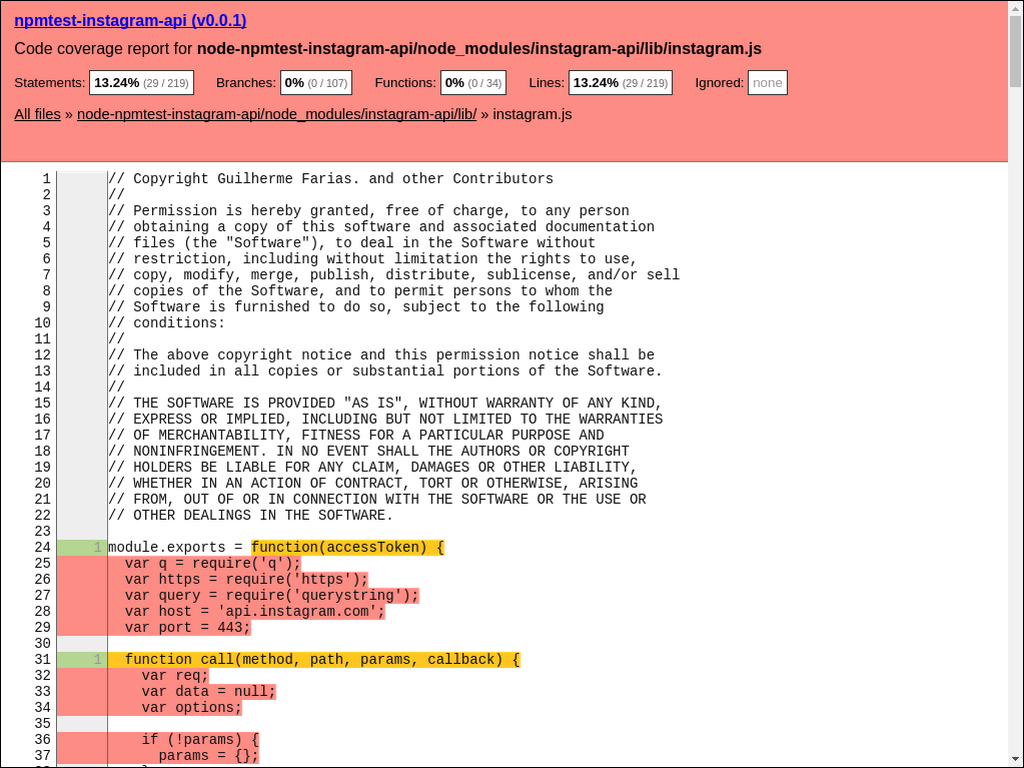 npmtest-instagram-api (v0.0.1)
Code coverage report for node-npmtest-instagram-api/node_modules/instagram-api/lib/instagram.js
Statements: 13.24% (29 / 219) Branches: 0% (0 / 107) Functions: 0% (0 / 34) Lines: 13.24% (29 / 219) Ignored: none
All files » node-npmtest-instagram-api/node_modules/instagram-api/lib/ » instagram.js
1 // Copyright Guilherme Farias. and other Contributors
2 //
3 // Permission is hereby granted, free of charge, to any person
4 // obtaining a copy of this software and associated documentation
5 // files (the "Software"), to deal in the Software without
6 // restriction, including without limitation the rights to use,
7 // copy, modify, merge, publish, distribute, sublicense, and/or sell
8 // copies of the Software, and to permit persons to whom the
9 // Software is furnished to do so, subject to the following
10 // conditions:
11 //
12 // The above copyright notice and this permission notice shall be
13 // included in all copies or substantial portions of the Software.
14 //
15 // THE SOFTWARE IS PROVIDED "AS IS", WITHOUT WARRANTY OF ANY KIND,
16 // EXPRESS OR IMPLIED, INCLUDING BUT NOT LIMITED TO THE WARRANTIES
17 // OF MERCHANTABILITY, FITNESS FOR A PARTICULAR PURPOSE AND
18 // NONINFRINGEMENT. IN NO EVENT SHALL THE AUTHORS OR COPYRIGHT
19 // HOLDERS BE LIABLE FOR ANY CLAIM, DAMAGES OR OTHER LIABILITY,
20 // WHETHER IN AN ACTION OF CONTRACT, TORT OR OTHERWISE, ARISING
21 // FROM, OUT OF OR IN CONNECTION WITH THE SOFTWARE OR THE USE OR
22 // OTHER DEALINGS IN THE SOFTWARE.
23
24 1 module.exports = function(accessToken) {
25 var q = require('q');
26 var https = require('https');
27 var query = require('querystring');
28 var host = 'api.instagram.com';
29 var port = 443;
30
31 1 function call(method, path, params, callback) {
32 var req;
33 var data = null;
34 var options;
35
36 if (!params) {
37 params = {};